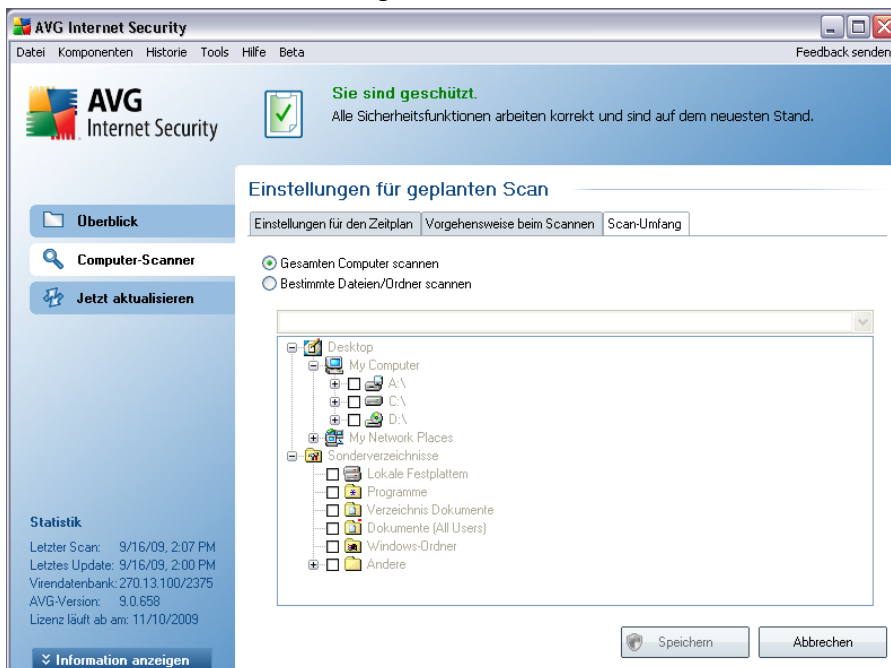 AVG Internet Security
Datei Komponenten Historie Tools Hilfe Beta Feedback senden
AVG
Internet Security
Sie sind geschützt.
Alle Sicherheitsfunktionen arbeiten korrekt und sind auf dem neuesten Stand.
Einstellungen für geplanten Scan
Überblick
Computer-Scanner
Jetzt aktualisieren
Einstellungen für den Zeitplan Vorgehensweise beim Scannen Scan-Umfang
Gesamten Computer scannen
Bestimmte Dateien/Ordner scannen
Desktop
My Computer
A:\
C:\
D:\
My Network Places
Sonderverzeichnisse
Lokale Festplattem
Programme
Verzeichnis Dokumente
Dokumente (All Users)
Windows-Ordner
Andere
Statistik
Letzter Scan: 9/16/09, 2:07 PM
Letztes Update: 9/16/09, 2:00 PM
Virendatenbank: 270.13.100/2375
AVG-Version: 9.0.658
Lizenz läuft ab am: 11/10/2009
Information anzeigen
Speichern Abbrechen